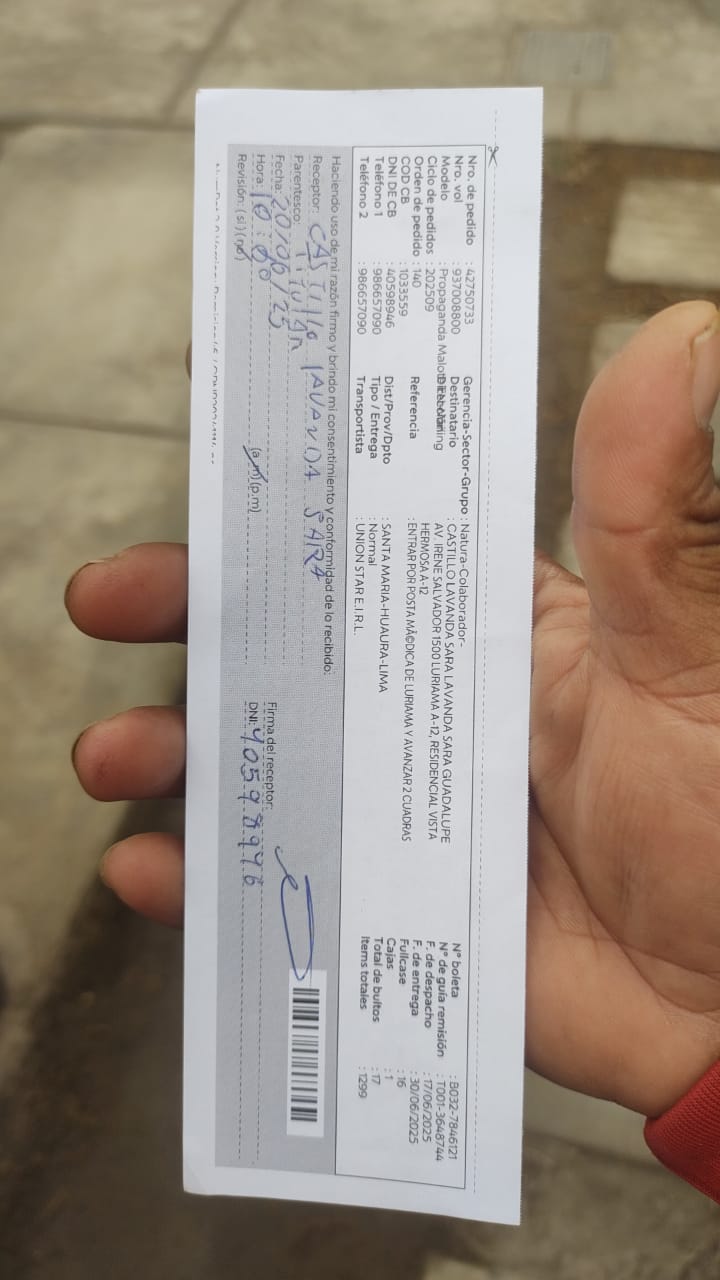 Nro. de pedido : 42750733
Nro. vol : 937008800
Modelo : Propaganda Malote
Ciclo de pedidos : 202509
Orden de pedido : 140
COD CB : 1033559
DNI DE CB : 40598946
Teléfono 1 : 986657090
Teléfono 2 : 986657090
Gerencia-Sector-Grupo : Natura-Colaborador-
Destinatario : CASTILLO LAVANDA SARA LAVANDA SARA GUADALUPE
AV. IRENE SALVADOR 1500 LURIAMA A-12, RESIDENCIAL VISTA
HERMOSA A-12
Referencia : ENTRAR POR POSTA MÃ©DICA DE LURIAMA Y AVANZAR 2 CUADRAS
Dist/Prov/Dpto : SANTA MARIA-HUAURA-LIMA
Tipo / Entrega : Normal
Transportista : UNION STAR E.I.R.L.
N° boleta : B032-7846121
N° de guía remisión : T001-3648744
F. de despacho : 17/06/2025
F. de entrega : 30/06/2025
Fullcase : 16
Cajas : 1
Total de bultos : 17
Items totales : 1299
Haciendo uso de mi razón firmo y brindo mi consentimiento y conformidad de lo recibido:
Receptor: CASTILLO LAVANDA SARA
Parentesco: Titular
Fecha: 20/06/25
Hora: 10:00 (a.m)(p.m)
Revisión: (si) (no)
Firma del receptor:
DNI: 40598946